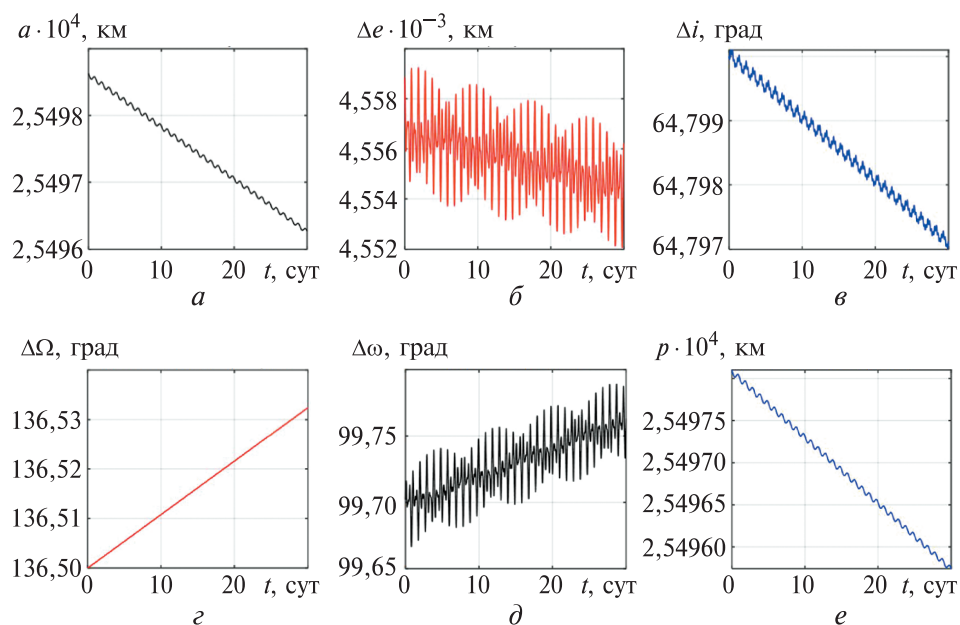 a · 10⁴, км
2,5498
2,5497
2,5496
0 10 20 t, сут
а
Δe · 10⁻³, км
4,558
4,556
4,554
4,552
0 10 20 t, сут
б
Δi, град
64,799
64,798
64,797
0 10 20 t, сут
в
ΔΩ, град
136,53
136,52
136,51
136,50
0 10 20 t, сут
г
Δω, град
99,75
99,70
99,65
0 10 20 t, сут
д
p · 10⁴, км
2,54975
2,54970
2,54965
2,54960
0 10 20 t, сут
е